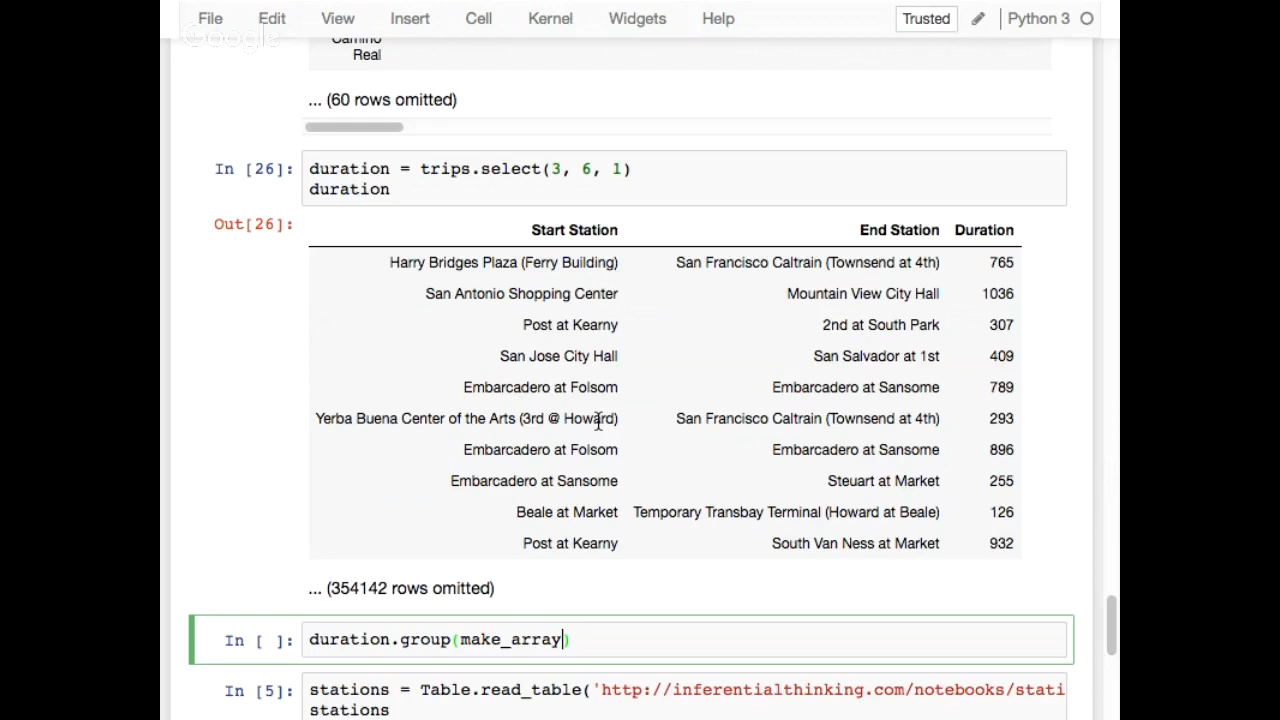 File Edit View Insert Cell Kernel Widgets Help Trusted Python 3
Google
Camino
Real
... (60 rows omitted)
In [26]: duration = trips.select(3, 6, 1)
duration
Out[26]:
Start Station End Station Duration
Harry Bridges Plaza (Ferry Building) San Francisco Caltrain (Townsend at 4th) 765
San Antonio Shopping Center Mountain View City Hall 1036
Post at Kearny 2nd at South Park 307
San Jose City Hall San Salvador at 1st 409
Embarcadero at Folsom Embarcadero at Sansome 789
Yerba Buena Center of the Arts (3rd @ Howard) San Francisco Caltrain (Townsend at 4th) 293
Embarcadero at Folsom Embarcadero at Sansome 896
Embarcadero at Sansome Steuart at Market 255
Beale at Market Temporary Transbay Terminal (Howard at Beale) 126
Post at Kearny South Van Ness at Market 932
... (354142 rows omitted)
In [ ]: duration.group(make_array)
In [5]: stations = Table.read_table('http://inferentialthinking.com/notebooks/stati
stations